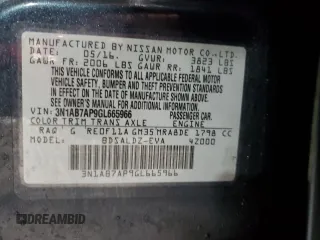 MFD BY NISSAN MOTOR CO., LTD.
DATE: 05/16. GVWR: 3823 LBS
GAWR FR: 2006 LBS GAWR RR: 1841 LBS
THIS VEHICLE CONFORMS TO ALL APPLICABLE FEDERAL MOTOR
VEHICLE SAFETY, BUMPER, AND THEFT PREVENTION
STANDARDS IN EFFECT ON THE DATE OF MANUFACTURE SHOWN ABOVE.
SEE OWNER'S MANUAL FOR ADDITIONAL INFORMATION.
VIN: 3N1AB7AP9GL665966 PASSENGER CAR.
COLOR TRIM TRANS AXLE ENGINE
RAQ G RE0F11A GM35 MRA8DE 1798 CC
MODEL: BDSALDZ-EVA 42000
3N1AB7AP9GL665966
DREAMBID